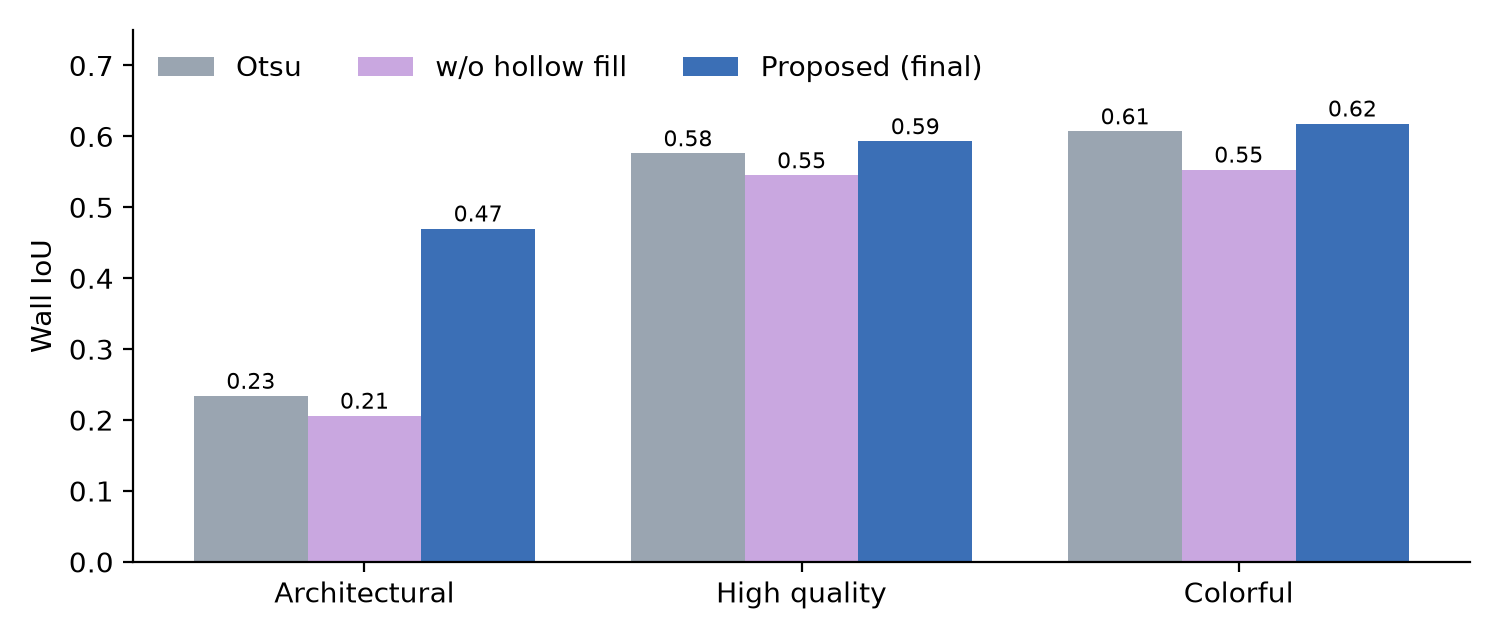 Otsu
w/o hollow fill
Proposed (final)
Wall IoU
0.7
0.6
0.5
0.4
0.3
0.2
0.1
0.0
0.23
0.21
0.47
0.58
0.55
0.59
0.61
0.55
0.62
Architectural
High quality
Colorful